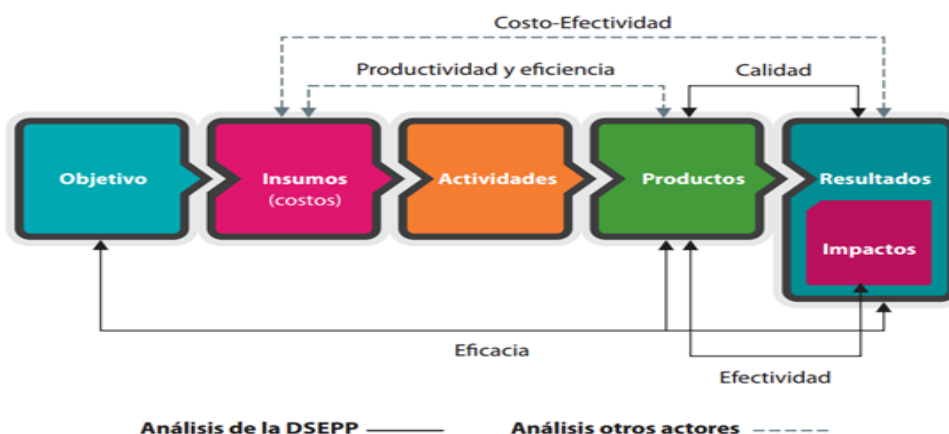 Costo-Efectividad
Productividad y eficiencia
Calidad
Objetivo
Insumos
(costos)
Actividades
Productos
Resultados
Impactos
Eficacia
Efectividad
Análisis de la DSEPP
Análisis otros actores